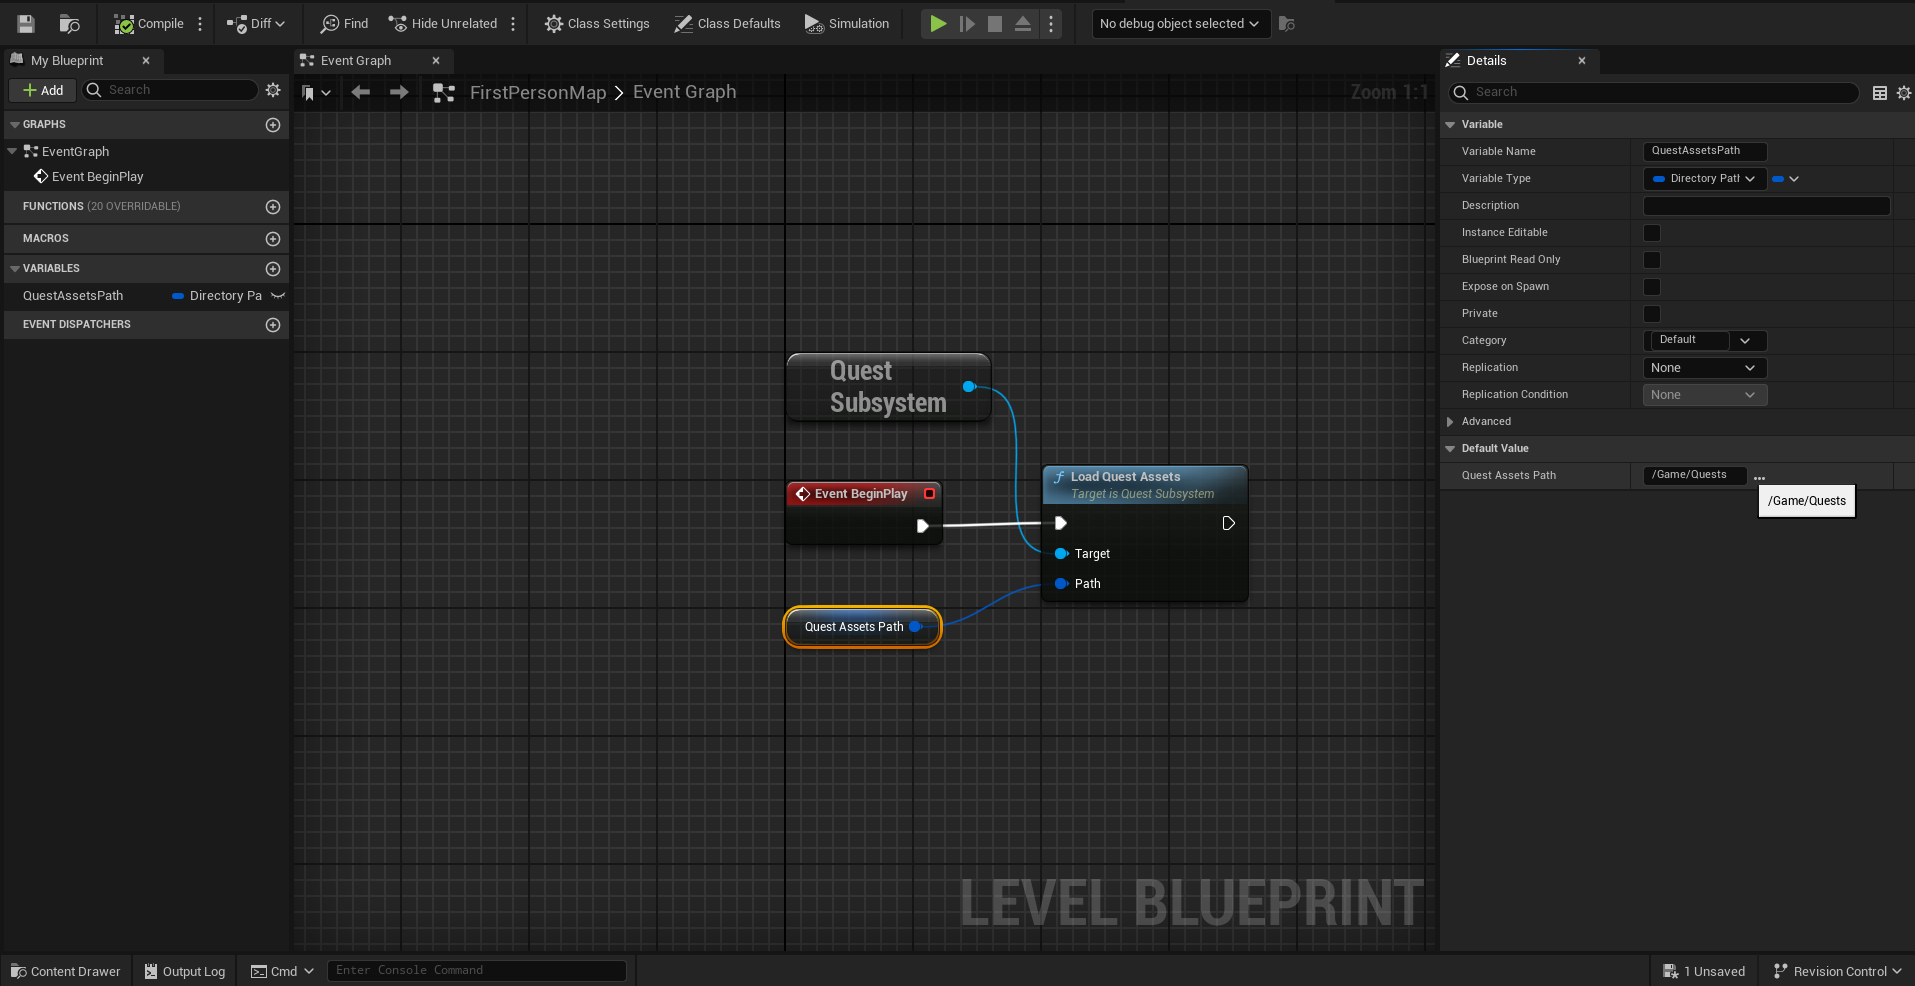 Compile
Diff
Find
Hide Unrelated
Class Settings
Class Defaults
Simulation
No debug object selected
My Blueprint
Event Graph
Details
Add
Search
FirstPersonMap > Event Graph
Zoom 1:1
Search
GRAPHS
EventGraph
Event BeginPlay
FUNCTIONS (20 OVERRIDABLE)
MACROS
VARIABLES
QuestAssetsPath
Directory Pa
EVENT DISPATCHERS
Quest
Subsystem
Event BeginPlay
Load Quest Assets
Target is Quest Subsystem
Target
Path
Quest Assets Path
LEVEL BLUEPRINT
Variable
Variable Name
QuestAssetsPath
Variable Type
Directory Path
Description
Instance Editable
Blueprint Read Only
Expose on Spawn
Private
Category
Default
Replication
None
Replication Condition
None
Advanced
Default Value
Quest Assets Path
/Game/Quests
...
/Game/Quests
Content Drawer
Output Log
Cmd
Enter Console Command
1 Unsaved
Revision Control